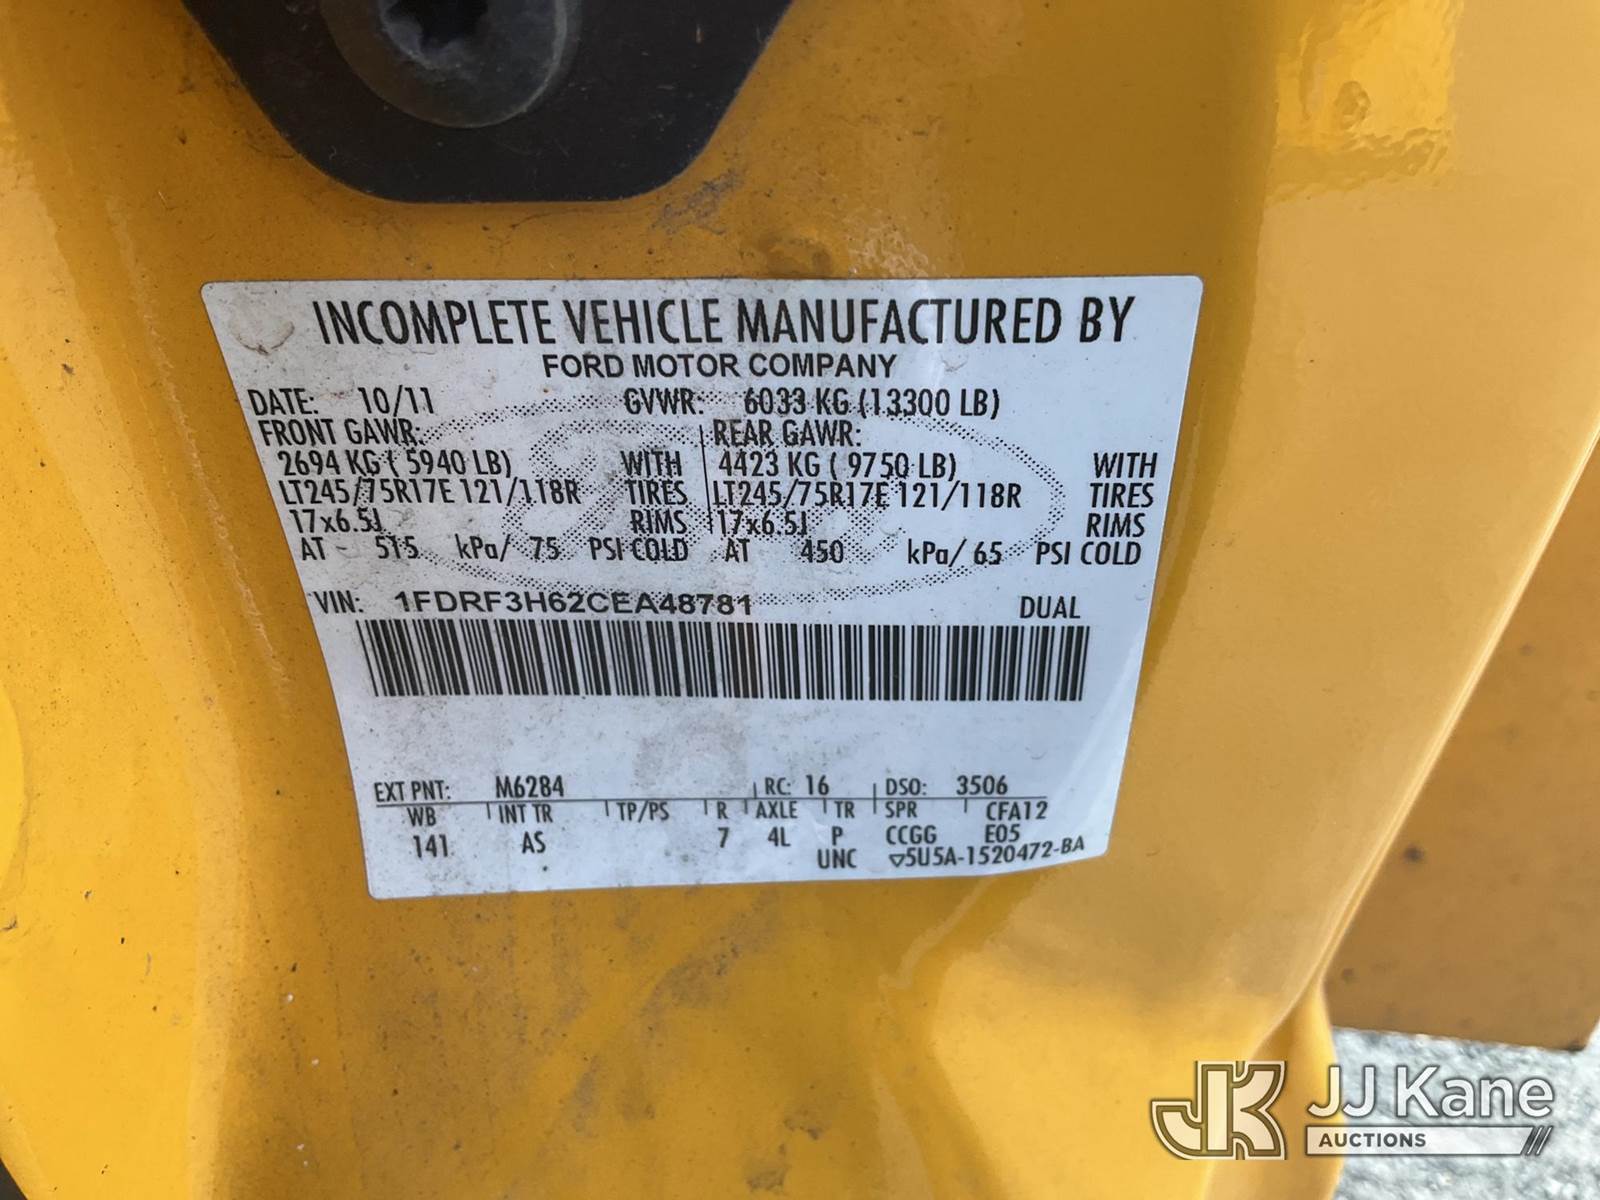 INCOMPLETE VEHICLE MANUFACTURED BY
FORD MOTOR COMPANY
DATE: 10/11 GVWR: 6033 KG (13300 LB)
FRONT GAWR: REAR GAWR:
2694 KG ( 5940 LB) WITH 4423 KG ( 9750 LB) WITH
LT245/75R17E 121/118R TIRES LT245/75R17E 121/118R TIRES
17x6.5J RIMS 17x6.5J RIMS
AT 515 kPa/ 75 PSI COLD AT 450 kPa/ 65 PSI COLD
VIN: 1FDRF3H62CEA48781 DUAL
EXT PNT: M6284 RC: 16 DSO: 3506
WB INT TR TP/PS R AXLE TR SPR CFA12
141 AS 7 4L P CCGG E05
UNC ▽5U5A-1520472-BA
JK JJ Kane
AUCTIONS